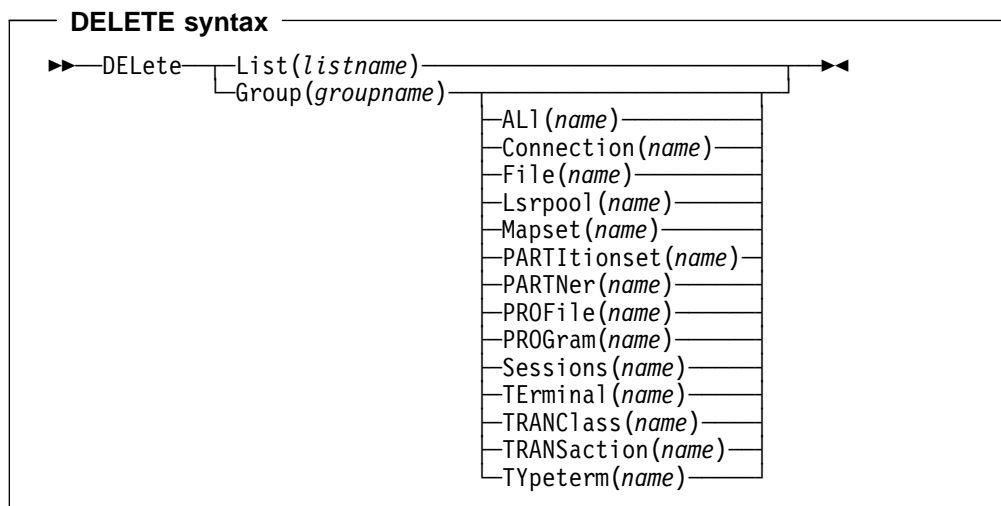 DELETE syntax
DELete List(listname)
Group(groupname)
ALl(name)
Connection(name)
File(name)
Lsrpool(name)
Mapset(name)
PARTItionset(name)
PARTNer(name)
PROFile(name)
PROGram(name)
Sessions(name)
TErminal(name)
TRANClass(name)
TRANSaction(name)
TYpeterm(name)